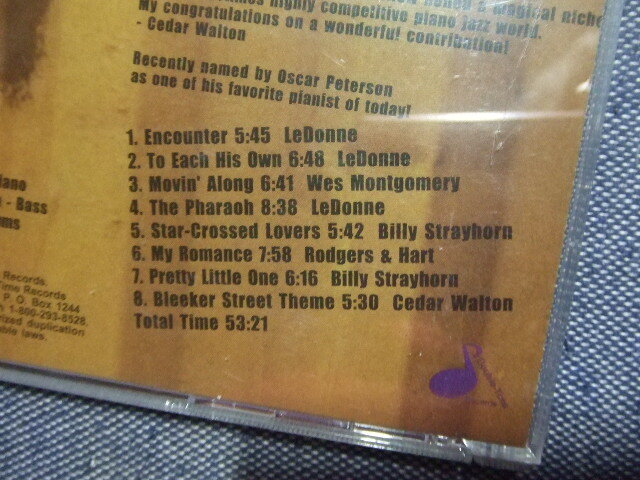 highly competitive piano jazz world.
My congratulations on a wonderful contribution!
- Cedar Walton
Recently named by Oscar Peterson
as one of his favorite pianist of today!
1. Encounter 5:45 LeDonne
2. To Each His Own 6:48 LeDonne
3. Movin' Along 6:41 Wes Montgomery
4. The Pharaoh 8:38 LeDonne
5. Star-Crossed Lovers 5:42 Billy Strayhorn
6. My Romance 7:58 Rodgers & Hart
7. Pretty Little One 6:16 Billy Strayhorn
8. Bleeker Street Theme 5:30 Cedar Walton
Total Time 53:21
- Bass
Records.
Time Records
P. O. Box 1244
1-800-293-8528.
duplication
laws.